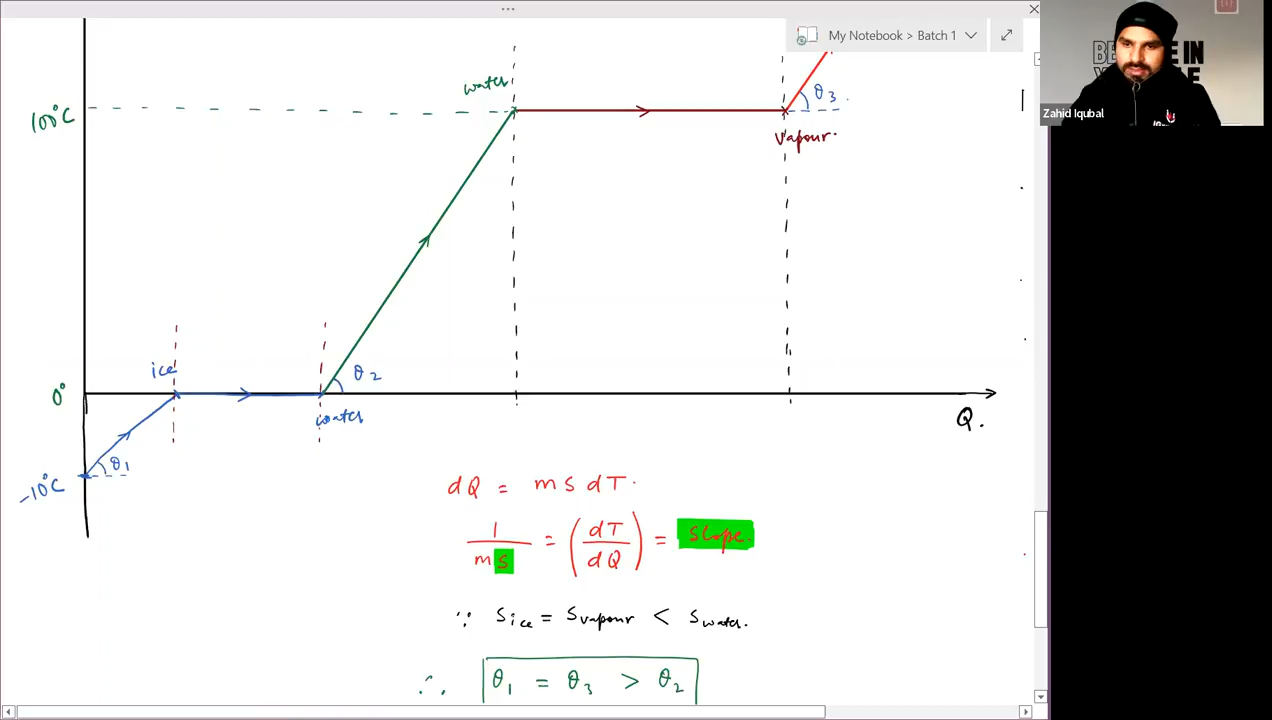 My Notebook > Batch 1
Zahid Iqubal
water
100°C
θ3
vapour.
ice
θ2
0°
water
Q.
θ1
-10°C
dQ = m s dT.
1/ms = (dT/dQ) = slope.
∵ Sice = Svapour < Swater.
∴ θ1 = θ3 > θ2